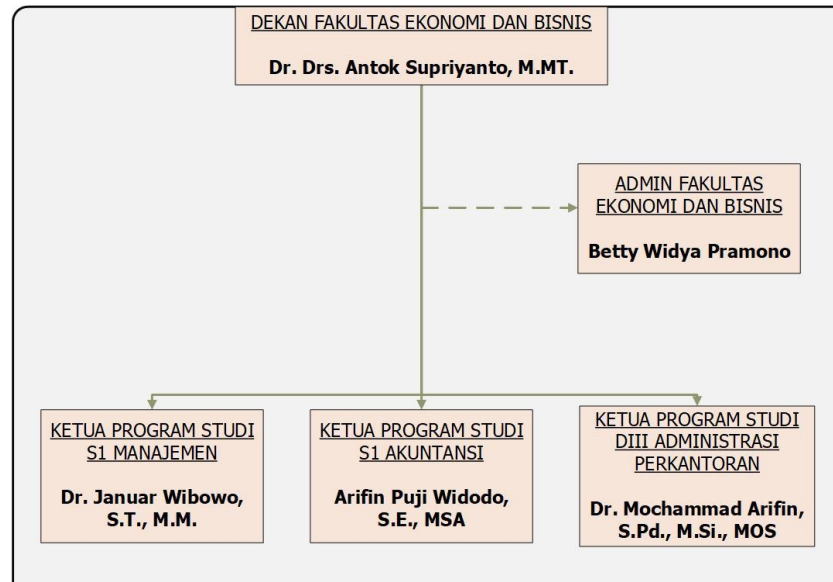 DEKAN FAKULTAS EKONOMI DAN BISNIS
Dr. Drs. Antok Supriyanto, M.MT.
ADMIN FAKULTAS
EKONOMI DAN BISNIS
Betty Widya Pramono
KETUA PROGRAM STUDI
S1 MANAJEMEN
Dr. Januar Wibowo,
S.T., M.M.
KETUA PROGRAM STUDI
S1 AKUNTANSI
Arifin Puji Widodo,
S.E., MSA
KETUA PROGRAM STUDI
DIII ADMINISTRASI
PERKANTORAN
Dr. Mochammad Arifin,
S.Pd., M.Si., MOS